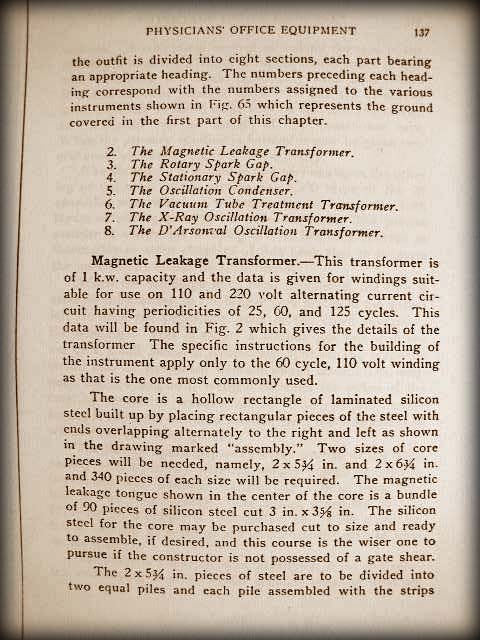 PHYSICIANS' OFFICE EQUIPMENT 137
the outfit is divided into eight sections, each part bearing
an appropriate heading. The numbers preceding each head-
ing correspond with the numbers assigned to the various
instruments shown in Fig. 65 which represents the ground
covered in the first part of this chapter.
2. The Magnetic Leakage Transformer.
3. The Rotary Spark Gap.
4. The Stationary Spark Gap.
5. The Oscillation Condenser.
6. The Vacuum Tube Treatment Transformer.
7. The X-Ray Oscillation Transformer.
8. The D'Arsonval Oscillation Transformer.
Magnetic Leakage Transformer.—This transformer is
of 1 k.w. capacity and the data is given for windings suit-
able for use on 110 and 220 volt alternating current cir-
cuit having periodicities of 25, 60, and 125 cycles. This
data will be found in Fig. 2 which gives the details of the
transformer The specific instructions for the building of
the instrument apply only to the 60 cycle, 110 volt winding
as that is the one most commonly used.
The core is a hollow rectangle of laminated silicon
steel built up by placing rectangular pieces of the steel with
ends overlapping alternately to the right and left as shown
in the drawing marked "assembly." Two sizes of core
pieces will be needed, namely, 2 x 5¾ in. and 2 x 6¾ in.
and 340 pieces of each size will be required. The magnetic
leakage tongue shown in the center of the core is a bundle
of 90 pieces of silicon steel cut 3 in. x 3⅝ in. The silicon
steel for the core may be purchased cut to size and ready
to assemble, if desired, and this course is the wiser one to
pursue if the constructor is not possessed of a gate shear.
The 2 x 5¾ in. pieces of steel are to be divided into
two equal piles and each pile assembled with the strips